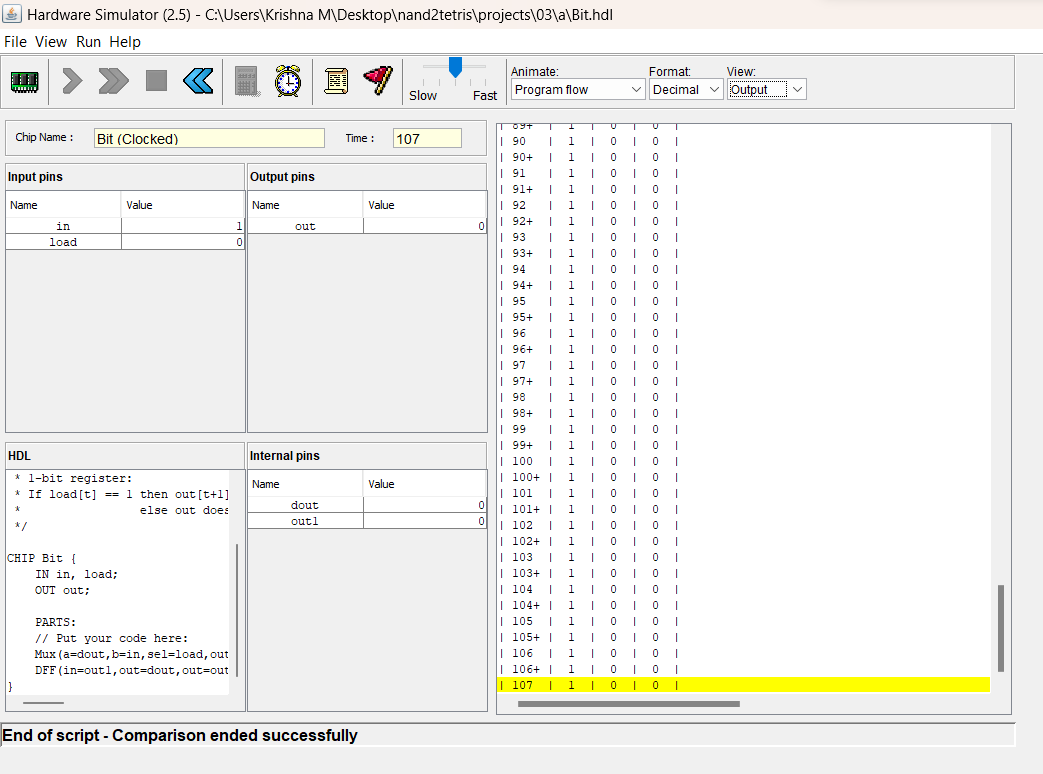 Hardware Simulator (2.5) - C:\Users\Krishna M\Desktop\nand2tetris\projects\03\a\Bit.hdl
File View Run Help
Slow Fast
Animate: Format: View:
Program flow Decimal Output
Chip Name : Bit (Clocked) Time : 107
Input pins
Name Value
in 1
load 0
Output pins
Name Value
out 0
HDL
* 1-bit register:
* If load[t] == 1 then out[t+1]
* else out does
*/
CHIP Bit {
IN in, load;
OUT out;
PARTS:
// Put your code here:
Mux(a=dout,b=in,sel=load,out
DFF(in=out1,out=dout,out=out
}
Internal pins
Name Value
dout 0
out1 0
| 89+ | 1 | 0 | 0 |
| 90 | 1 | 0 | 0 |
| 90+ | 1 | 0 | 0 |
| 91 | 1 | 0 | 0 |
| 91+ | 1 | 0 | 0 |
| 92 | 1 | 0 | 0 |
| 92+ | 1 | 0 | 0 |
| 93 | 1 | 0 | 0 |
| 93+ | 1 | 0 | 0 |
| 94 | 1 | 0 | 0 |
| 94+ | 1 | 0 | 0 |
| 95 | 1 | 0 | 0 |
| 95+ | 1 | 0 | 0 |
| 96 | 1 | 0 | 0 |
| 96+ | 1 | 0 | 0 |
| 97 | 1 | 0 | 0 |
| 97+ | 1 | 0 | 0 |
| 98 | 1 | 0 | 0 |
| 98+ | 1 | 0 | 0 |
| 99 | 1 | 0 | 0 |
| 99+ | 1 | 0 | 0 |
| 100 | 1 | 0 | 0 |
| 100+ | 1 | 0 | 0 |
| 101 | 1 | 0 | 0 |
| 101+ | 1 | 0 | 0 |
| 102 | 1 | 0 | 0 |
| 102+ | 1 | 0 | 0 |
| 103 | 1 | 0 | 0 |
| 103+ | 1 | 0 | 0 |
| 104 | 1 | 0 | 0 |
| 104+ | 1 | 0 | 0 |
| 105 | 1 | 0 | 0 |
| 105+ | 1 | 0 | 0 |
| 106 | 1 | 0 | 0 |
| 106+ | 1 | 0 | 0 |
| 107 | 1 | 0 | 0 |
End of script - Comparison ended successfully